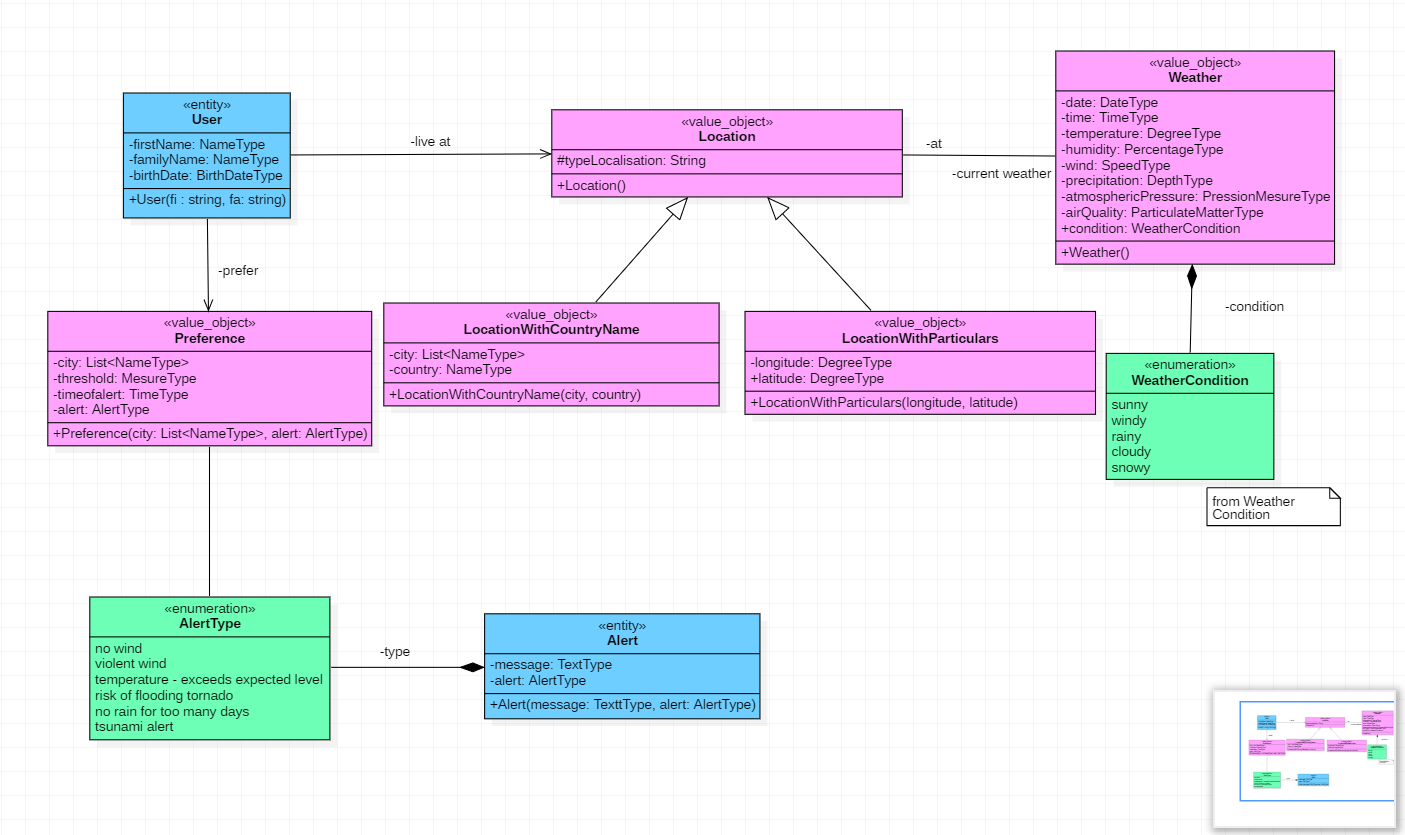 «entity»
User
-firstName: NameType
-familyName: NameType
-birthDate: BirthDateType
+User(fi : string, fa: string)
-live at
«value_object»
Location
#typeLocalisation: String
+Location()
-at
-current weather
«value_object»
Weather
-date: DateType
-time: TimeType
-temperature: DegreeType
-humidity: PercentageType
-wind: SpeedType
-precipitation: DepthType
-atmosphericPressure: PressionMesureType
-airQuality: ParticulateMatterType
+condition: WeatherCondition
+Weather()
-prefer
«value_object»
Preference
-city: List<NameType>
-threshold: MesureType
-timeofalert: TimeType
-alert: AlertType
+Preference(city: List<NameType>, alert: AlertType)
«value_object»
LocationWithCountryName
-city: List<NameType>
-country: NameType
+LocationWithCountryName(city, country)
«value_object»
LocationWithParticulars
-longitude: DegreeType
+latitude: DegreeType
+LocationWithParticulars(longitude, latitude)
-condition
«enumeration»
WeatherCondition
sunny
windy
rainy
cloudy
snowy
from Weather
Condition
«enumeration»
AlertType
no wind
violent wind
temperature - exceeds expected level
risk of flooding tornado
no rain for too many days
tsunami alert
-type
«entity»
Alert
-message: TextType
-alert: AlertType
+Alert(message: TexttType, alert: AlertType)